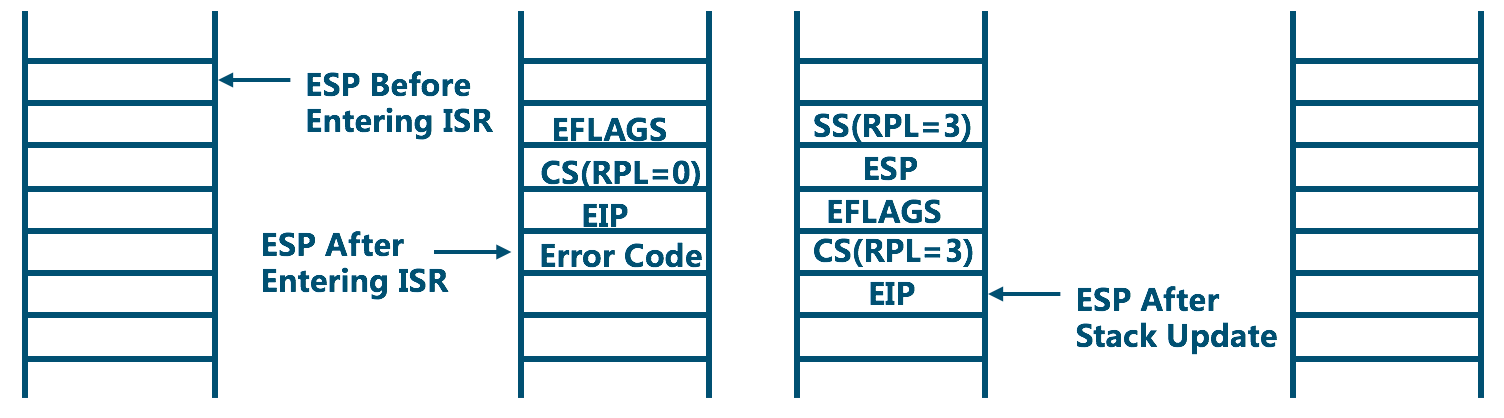 ESP Before
Entering ISR
ESP After
Entering ISR
EFLAGS
CS(RPL=0)
EIP
Error Code
SS(RPL=3)
ESP
EFLAGS
CS(RPL=3)
EIP
ESP After
Stack Update